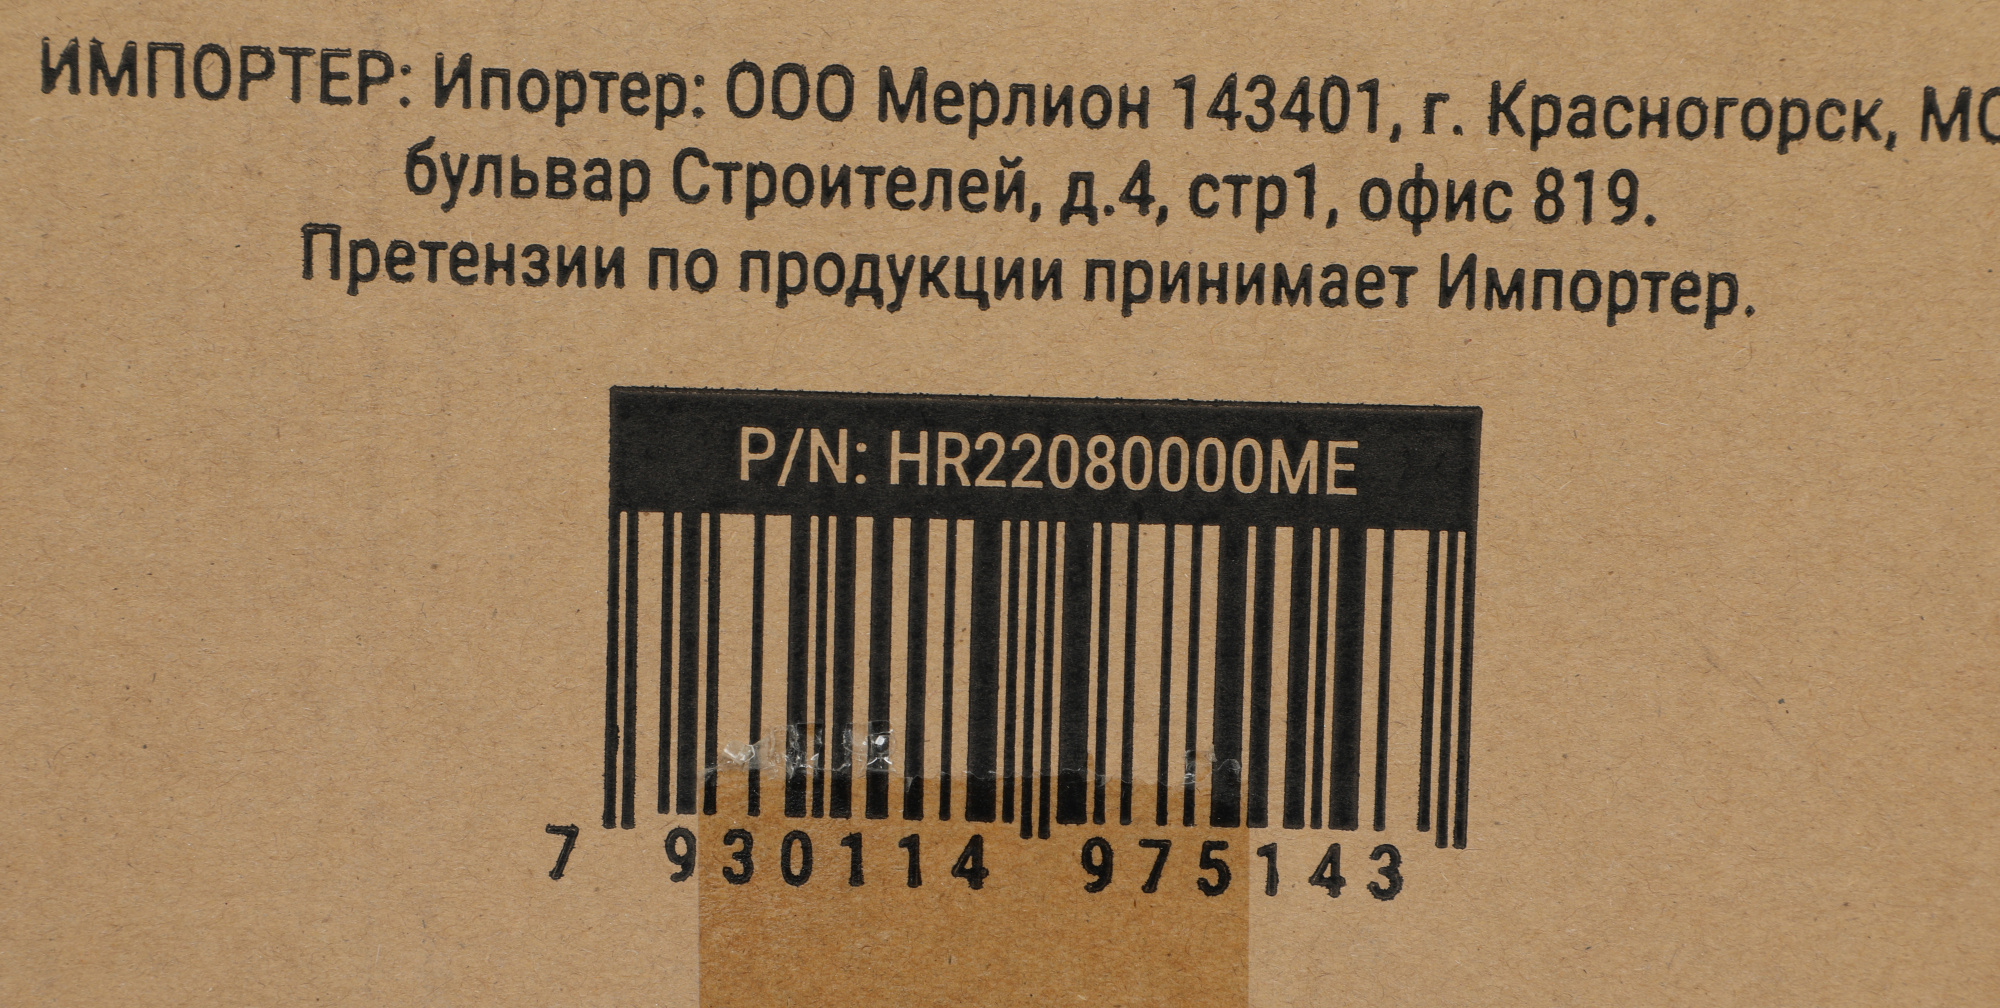 ИМПОРТЕР: Ипортер: ООО Мерлион 143401, г. Красногорск, МО
бульвар Строителей, д.4, стр1, офис 819.
Претензии по продукции принимает Импортер.
P/N: HR22080000ME
7 930114 975143